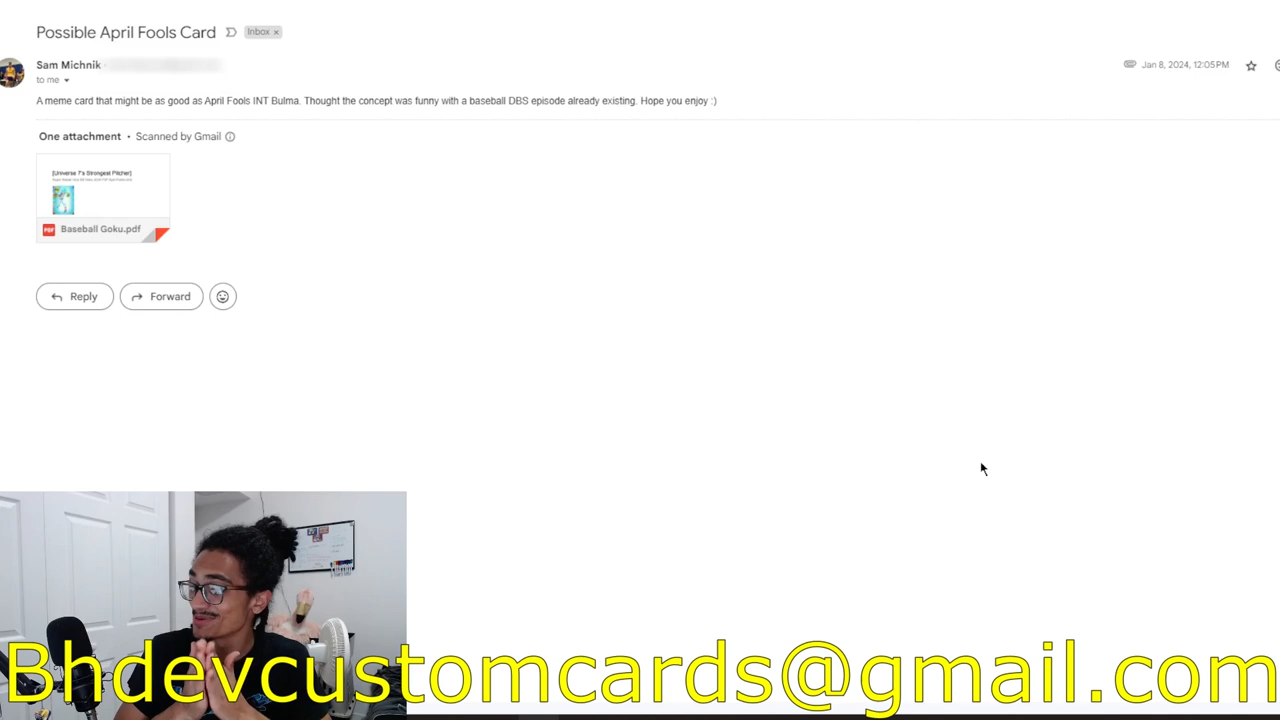 Possible April Fools Card
Inbox ×
Sam Michnik
Jan 8, 2024, 12:05PM
to me
A meme card that might be as good as April Fools INT Bulma. Thought the concept was funny with a baseball DBS episode already existing. Hope you enjoy :)
One attachment • Scanned by Gmail
[Universe 7's Strongest Pitcher]
PDF Baseball Goku.pdf
Reply
Forward
Bhdevcustomcards@gmail.com